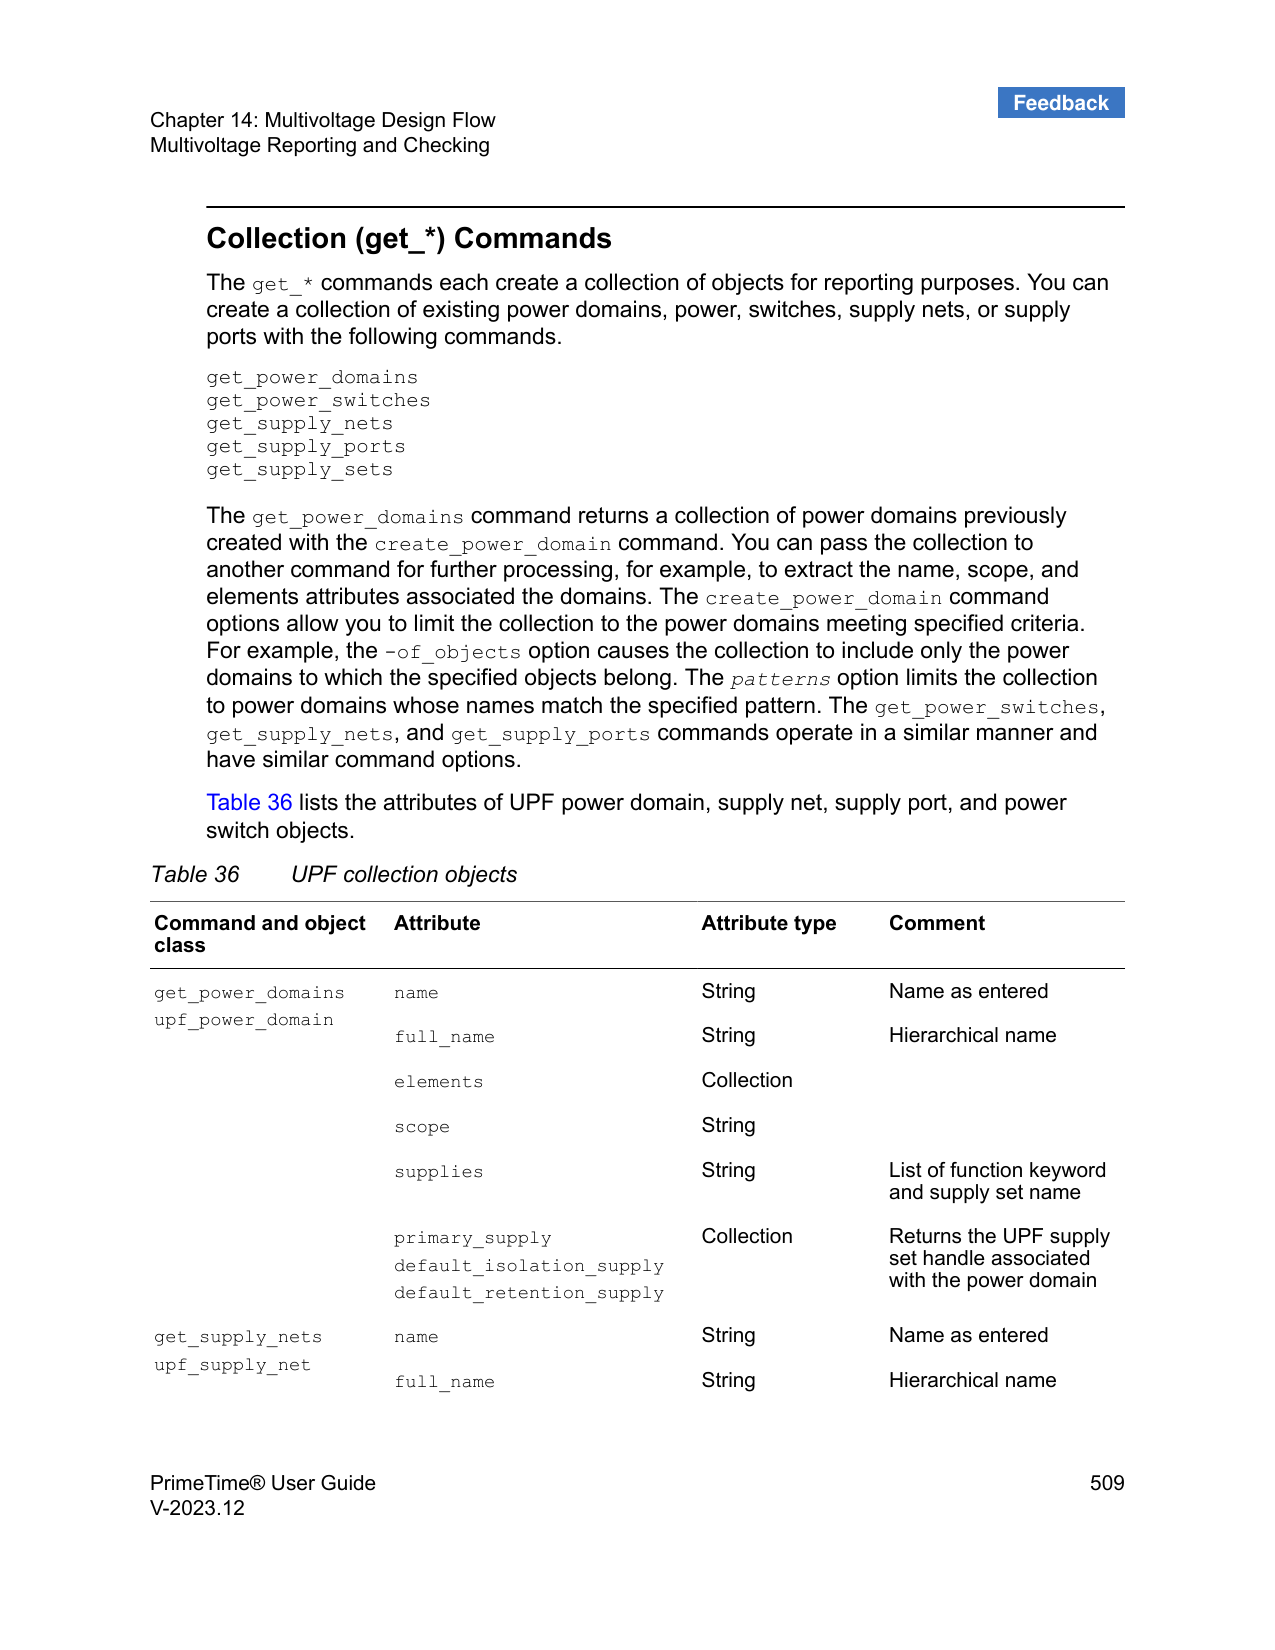 Feedback
Chapter 14: Multivoltage Design Flow
Multivoltage Reporting and Checking
Collection (get_*) Commands
The get_* commands each create a collection of objects for reporting purposes. You can
create a collection of existing power domains, power, switches, supply nets, or supply
ports with the following commands.
get_power_domains
get_power_switches
get_supply_nets
get_supply_ports
get_supply_sets
The get_power_domains command returns a collection of power domains previously
created with the create_power_domain command. You can pass the collection to
another command for further processing, for example, to extract the name, scope, and
elements attributes associated the domains. The create_power_domain command
options allow you to limit the collection to the power domains meeting specified criteria.
For example, the -of_objects option causes the collection to include only the power
domains to which the specified objects belong. The patterns option limits the collection
to power domains whose names match the specified pattern. The get_power_switches,
get_supply_nets, and get_supply_ports commands operate in a similar manner and
have similar command options.
Table 36 lists the attributes of UPF power domain, supply net, supply port, and power
switch objects.
Table 36 UPF collection objects
Command and object Attribute Attribute type Comment
class
get_power_domains name String Name as entered
upf_power_domain
full_name String Hierarchical name
elements Collection
scope String
supplies String List of function keyword
and supply set name
primary_supply Collection Returns the UPF supply
default_isolation_supply set handle associated
default_retention_supply with the power domain
get_supply_nets name String Name as entered
upf_supply_net
full_name String Hierarchical name
PrimeTime® User Guide 509
V-2023.12